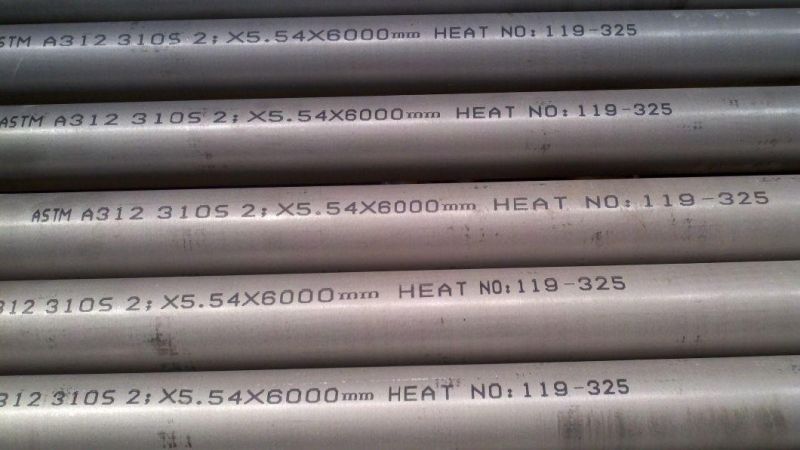 STM A312 310S 2; X5.54X6000mm HEAT NO: 119-325
ASTM A312 310S 2; X5.54X6000mm HEAT NO: 119-325
ASTM A312 310S 2; X5.54X6000mm HEAT NO: 119-325
312 310S 2; X5.54X6000mm HEAT NO: 119-325
312 310S 2; X5.54X6000mm HEAT NO: 119-325